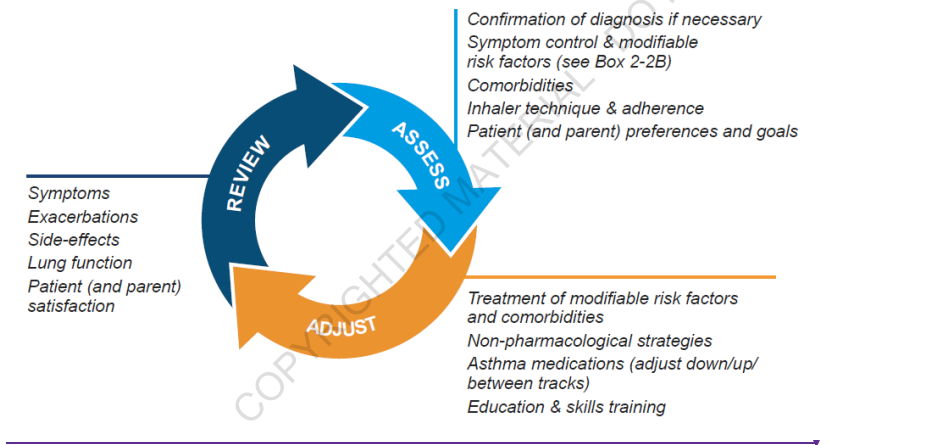 Confirmation of diagnosis if necessary
Symptom control & modifiable
risk factors (see Box 2-2B)
Comorbidities
Inhaler technique & adherence
Patient (and parent) preferences and goals
REVIEW
ASSESS
ADJUST
Symptoms
Exacerbations
Side-effects
Lung function
Patient (and parent)
satisfaction
Treatment of modifiable risk factors
and comorbidities
Non-pharmacological strategies
Asthma medications (adjust down/up/
between tracks)
Education & skills training
COPYRIGHTED MATERIAL - DO